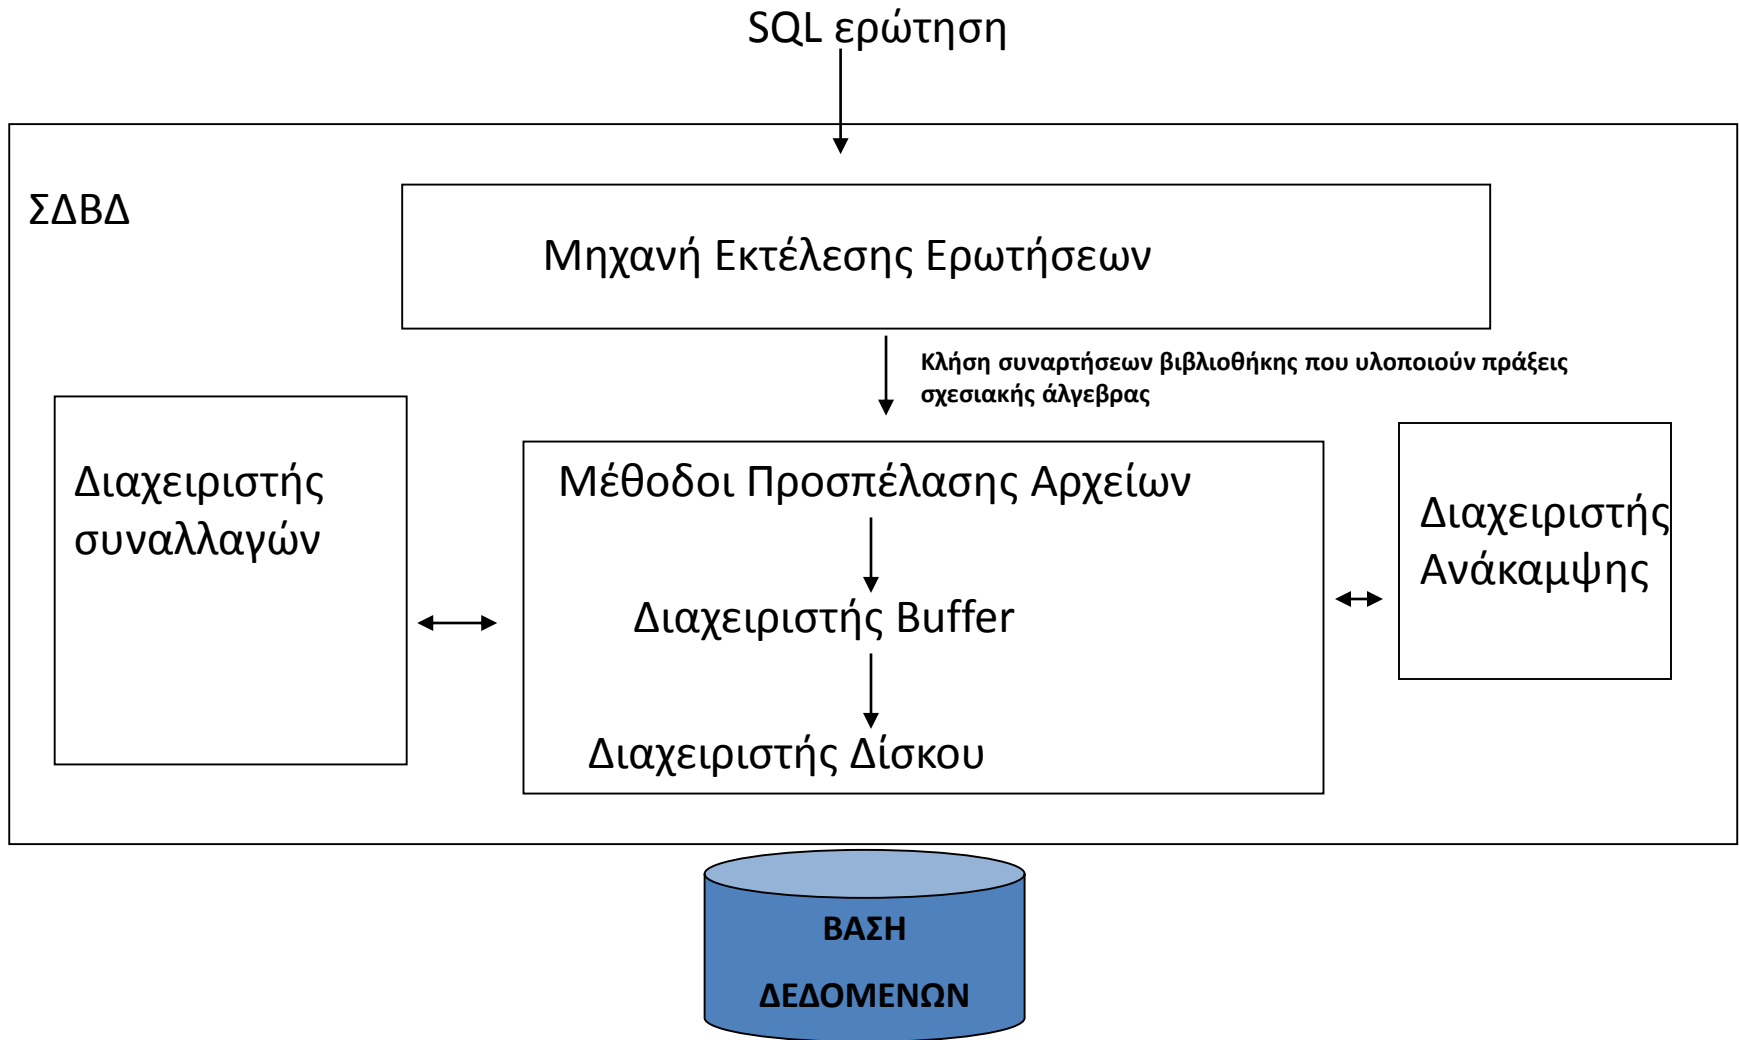 SQL ερώτηση
ΣΔΒΔ
Μηχανή Εκτέλεσης Ερωτήσεων
Κλήση συναρτήσεων βιβλιοθήκης που υλοποιούν πράξεις
σχεσιακής άλγεβρας
Διαχειριστής
συναλλαγών
Μέθοδοι Προσπέλασης Αρχείων
Διαχειριστής Buffer
Διαχειριστής Δίσκου
Διαχειριστής
Ανάκαμψης
ΒΑΣΗ
ΔΕΔΟΜΕΝΩΝ